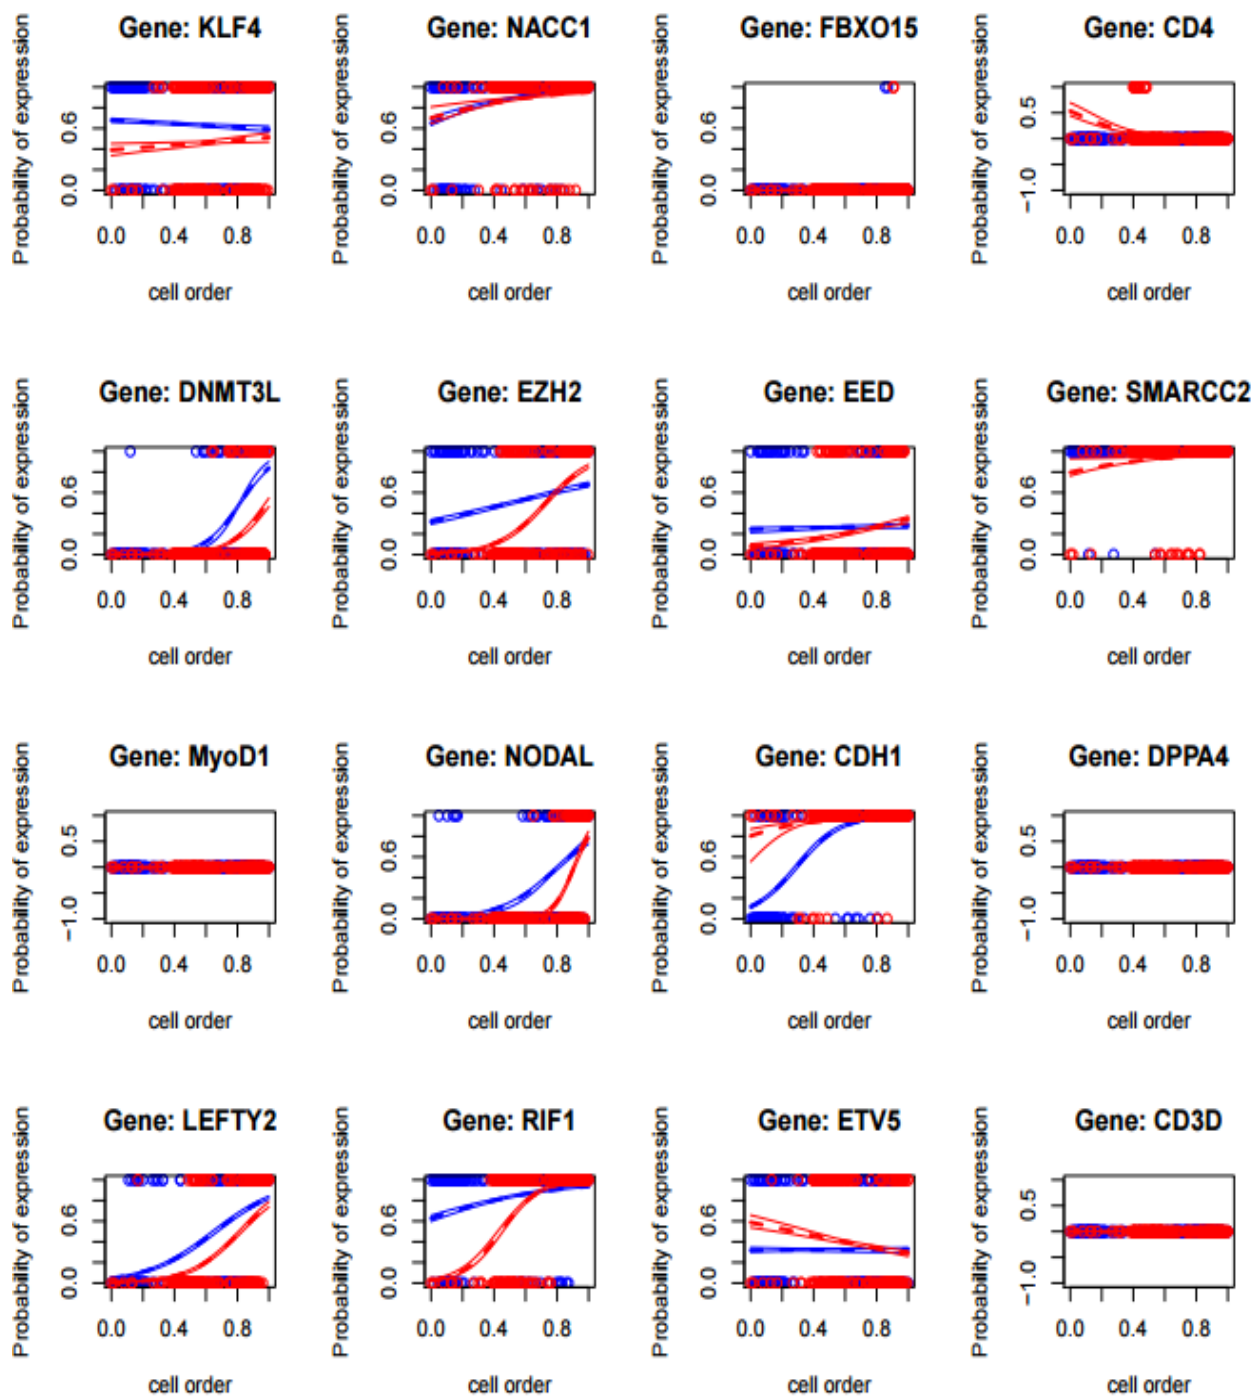 Gene: KLF4
Probability of expression
0.0 0.6
0.0 0.4 0.8
cell order
Gene: NACC1
Probability of expression
0.0 0.6
0.0 0.4 0.8
cell order
Gene: FBXO15
Probability of expression
0.0 0.6
0.0 0.4 0.8
cell order
Gene: CD4
Probability of expression
−1.0 0.5
0.0 0.4 0.8
cell order
Gene: DNMT3L
Probability of expression
0.0 0.6
0.0 0.4 0.8
cell order
Gene: EZH2
Probability of expression
0.0 0.6
0.0 0.4 0.8
cell order
Gene: EED
Probability of expression
0.0 0.6
0.0 0.4 0.8
cell order
Gene: SMARCC2
Probability of expression
0.0 0.6
0.0 0.4 0.8
cell order
Gene: MyoD1
Probability of expression
−1.0 0.5
0.0 0.4 0.8
cell order
Gene: NODAL
Probability of expression
0.0 0.6
0.0 0.4 0.8
cell order
Gene: CDH1
Probability of expression
0.0 0.6
0.0 0.4 0.8
cell order
Gene: DPPA4
Probability of expression
−1.0 0.5
0.0 0.4 0.8
cell order
Gene: LEFTY2
Probability of expression
0.0 0.6
0.0 0.4 0.8
cell order
Gene: RIF1
Probability of expression
0.0 0.6
0.0 0.4 0.8
cell order
Gene: ETV5
Probability of expression
0.0 0.6
0.0 0.4 0.8
cell order
Gene: CD3D
Probability of expression
−1.0 0.5
0.0 0.4 0.8
cell order